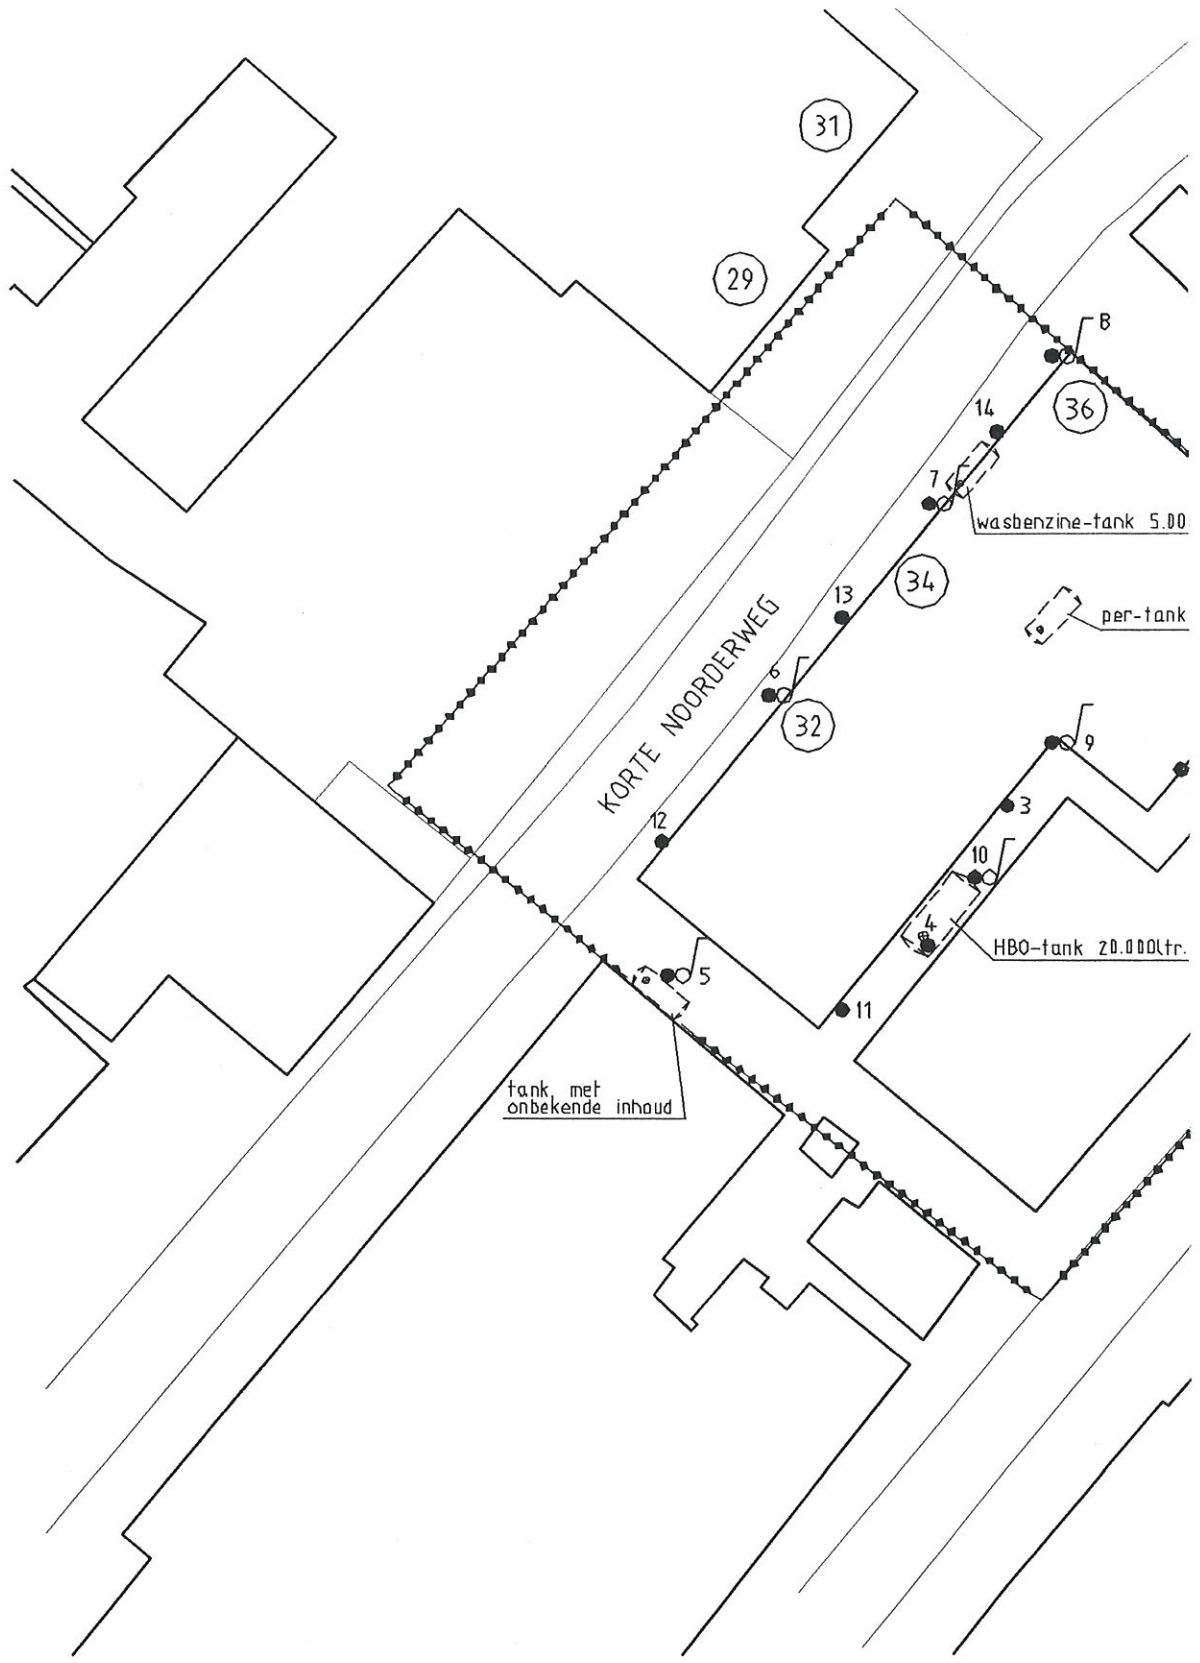 31
29
B
36
14
7
wasbenzine-tank 5.00
34
13
per-tank
KORTE NOORDERWEG
6
32
9
3
12
10
4
HBO-tank 20.000ltr.
5
11
tank met
onbekende inhoud